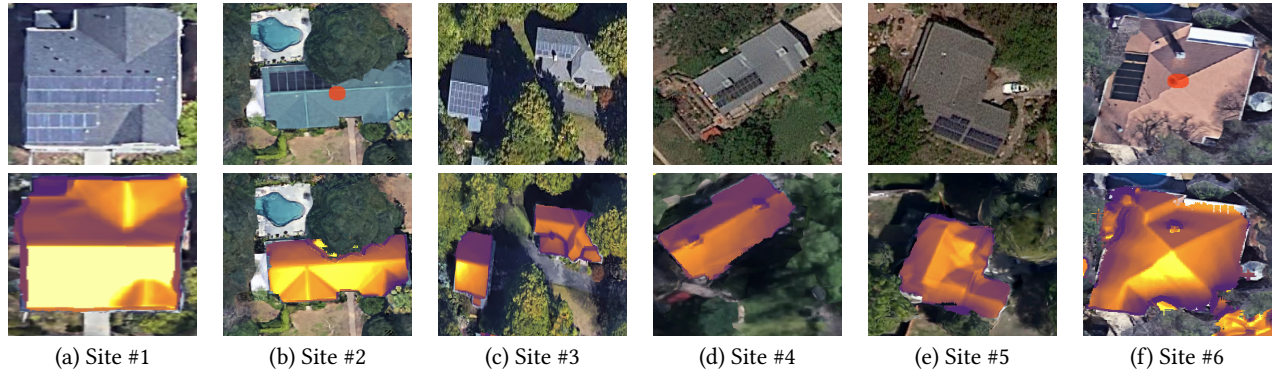 (a) Site #1
(b) Site #2
(c) Site #3
(d) Site #4
(e) Site #5
(f) Site #6